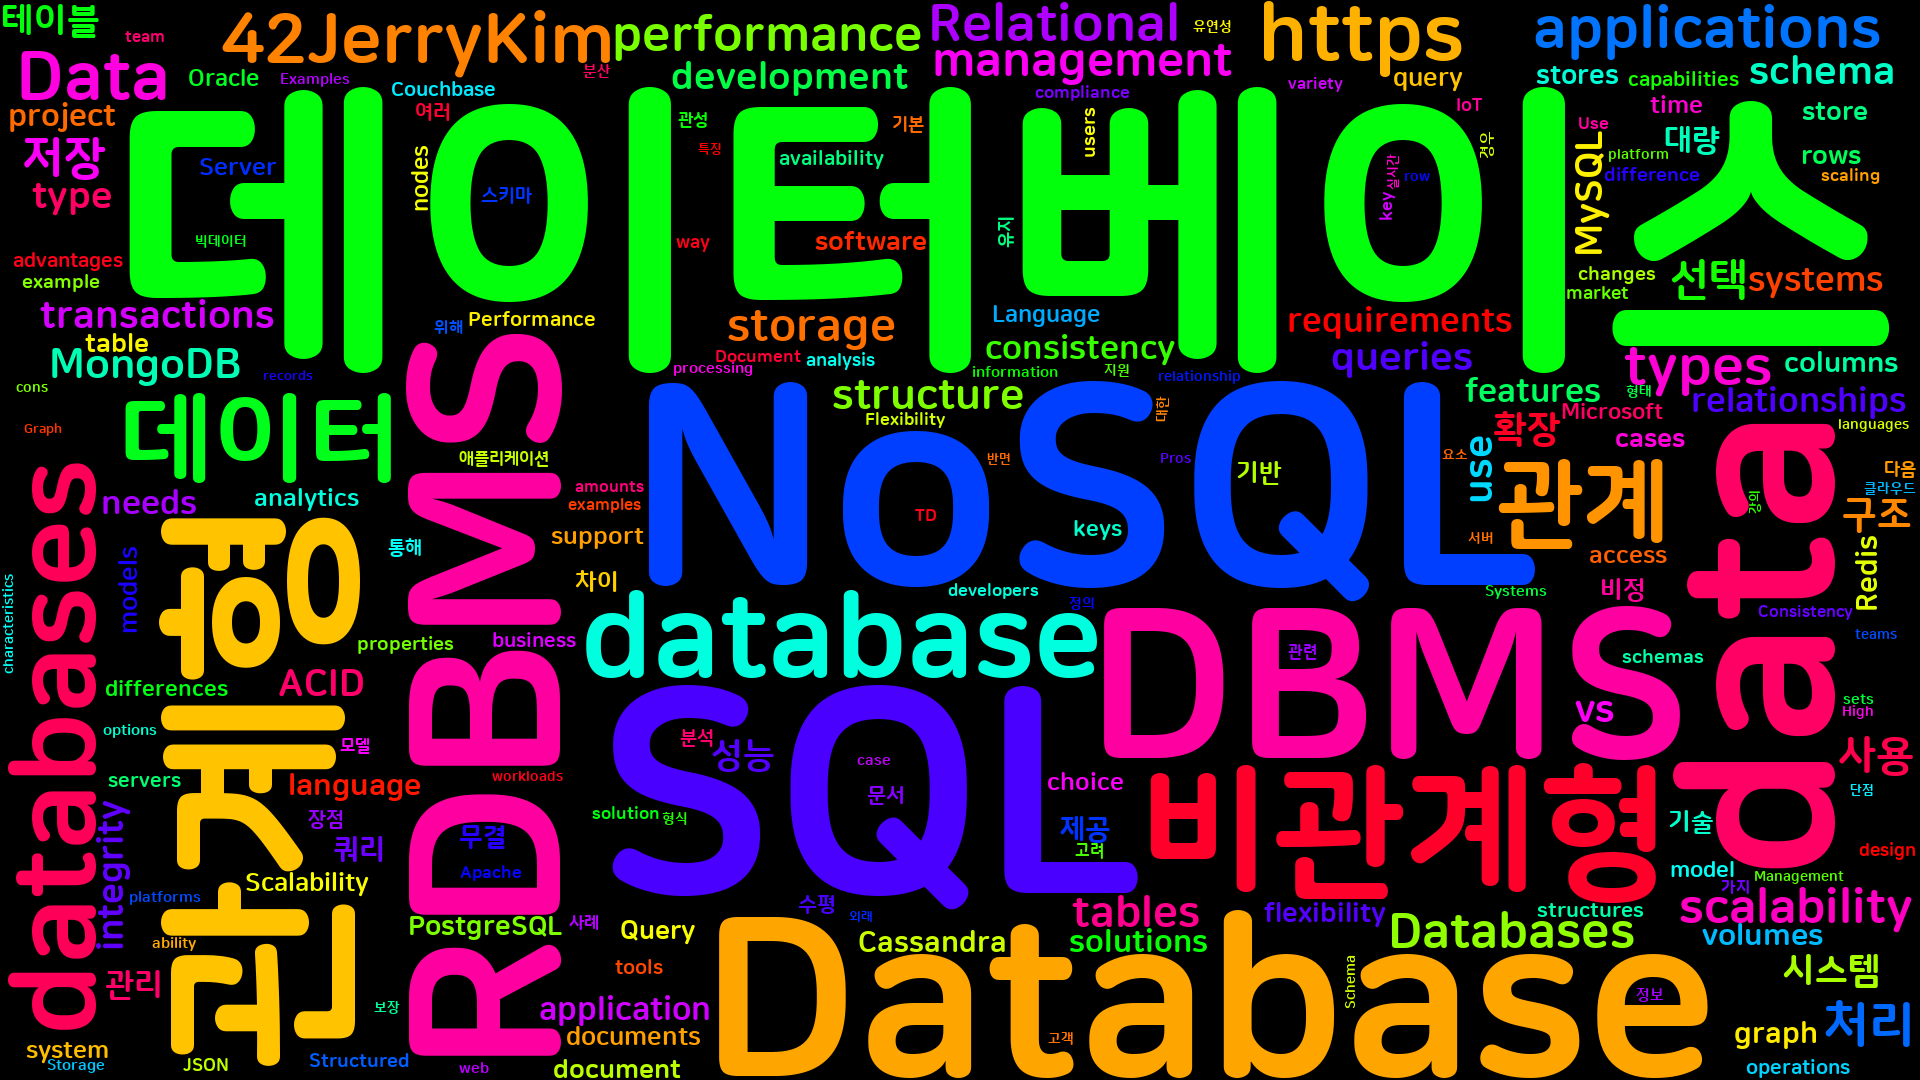 테이블
team
42JerryKim
performance
Relational
유연성
https
applications
Data
Oracle
Examples
분산
development
management
query
stores
capabilities
schema
Couchbase
compliance
variety
project
여러
관성
기본
users
IoT
time
Use
대량
store
저장
Server
nodes
특징
availability
경우
실시간
key
row
MySQL
platform
difference
rows
scaling
type
스키마
데이터베이스
빅데이터
way
software
유지
advantages
example
changes
market
선택
systems
transactions
table
위해
Performance
storage
Language
requirements
MongoDB
records
Document
analysis
processing
consistency
information
지원
relationship
queries
types
columns
cons
structure
Flexibility
대한
features
형태
relationships
Graph
데이터
애플리케이션
반면
Pros
요소
확장
Microsoft
cases
languages
databases
needs
analytics
amounts
examples
NoSQL
기반
use
관계
다음
클라우드
강의
구조
TD
keys
서버
support
통해
차이
access
data
Redis
models
characteristics
developers
정의
Systems
비정
Consistency
teams
properties
business
database
관련
schemas
differences
ACID
RDBMS
DBMS
vs
sets
High
options
모델
분석
성능
case
관계형
사용
servers
language
workloads
SQL
문서
choice
비관계형
단점
integrity
장점
쿼리
무결
solution
형식
제공
고려
기술
design
Apache
model
Management
Scalability
platforms
수평
외래
가지
PostgreSQL
사례
Query
Cassandra
tables
solutions
flexibility
structures
Databases
scalability
volumes
ability
관리
tools
Database
Schema
시스템
보장
application
정보
documents
고객
graph
처리
system
Storage
JSON
Structured
web
document
operations